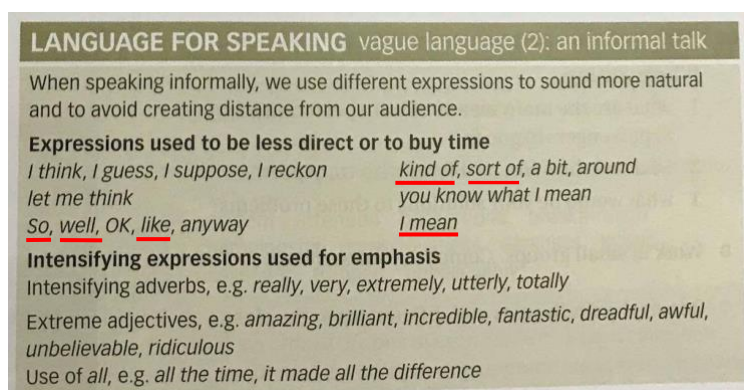 LANGUAGE FOR SPEAKING vague language (2): an informal talk
When speaking informally, we use different expressions to sound more natural
and to avoid creating distance from our audience.
Expressions used to be less direct or to buy time
I think, I guess, I suppose, I reckon kind of, sort of, a bit, around
let me think you know what I mean
So, well, OK, like, anyway I mean
Intensifying expressions used for emphasis
Intensifying adverbs, e.g. really, very, extremely, utterly, totally
Extreme adjectives, e.g. amazing, brilliant, incredible, fantastic, dreadful, awful,
unbelievable, ridiculous
Use of all, e.g. all the time, it made all the difference